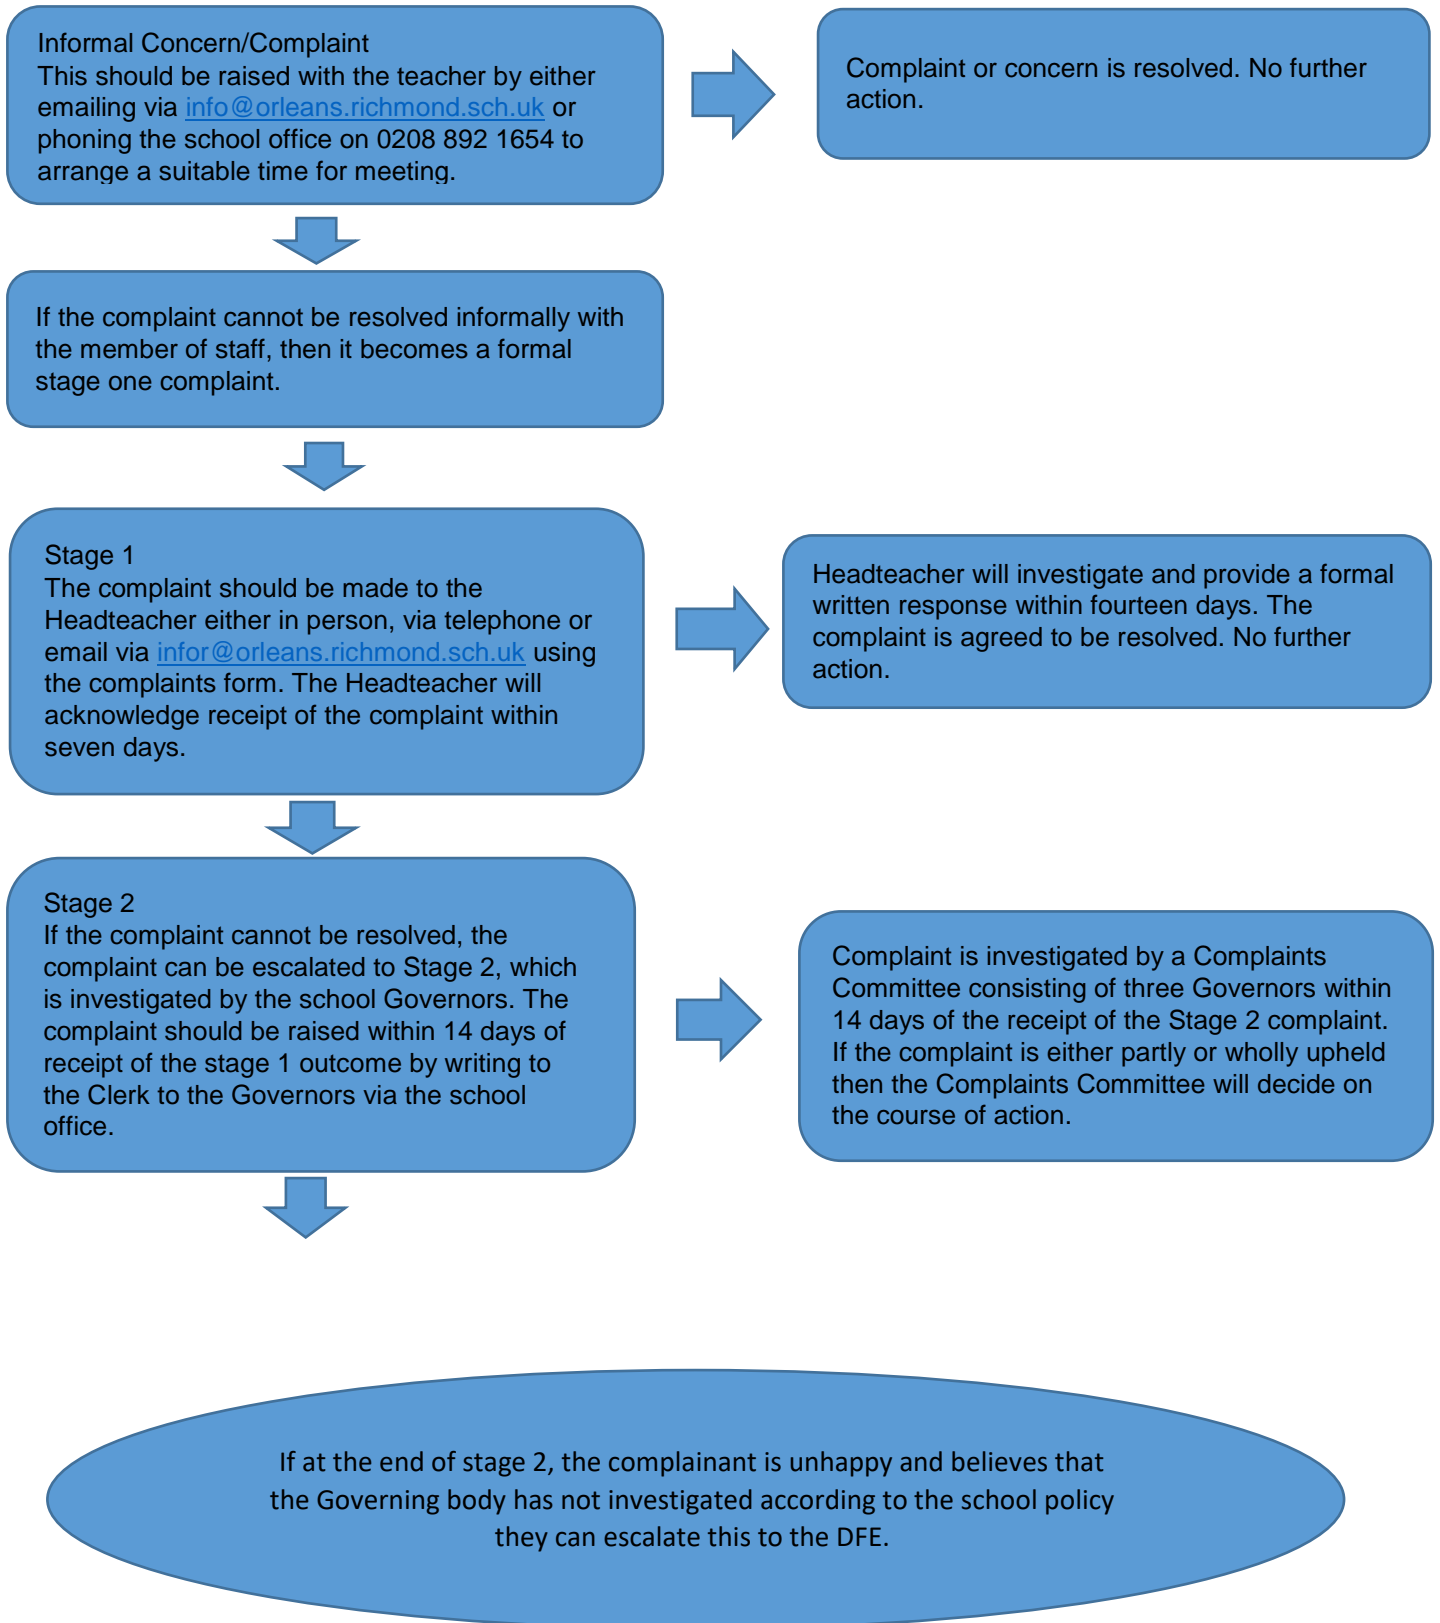 Informal Concern/Complaint
This should be raised with the teacher by either
emailing via info@orleans.richmond.sch.uk or
phoning the school office on 0208 892 1654 to
arrange a suitable time for meeting.
Complaint or concern is resolved. No further
action.
If the complaint cannot be resolved informally with
the member of staff, then it becomes a formal
stage one complaint.
Stage 1
The complaint should be made to the
Headteacher either in person, via telephone or
email via infor@orleans.richmond.sch.uk using
the complaints form. The Headteacher will
acknowledge receipt of the complaint within
seven days.
Headteacher will investigate and provide a formal
written response within fourteen days. The
complaint is agreed to be resolved. No further
action.
Stage 2
If the complaint cannot be resolved, the
complaint can be escalated to Stage 2, which
is investigated by the school Governors. The
complaint should be raised within 14 days of
receipt of the stage 1 outcome by writing to
the Clerk to the Governors via the school
office.
Complaint is investigated by a Complaints
Committee consisting of three Governors within
14 days of the receipt of the Stage 2 complaint.
If the complaint is either partly or wholly upheld
then the Complaints Committee will decide on
the course of action.
If at the end of stage 2, the complainant is unhappy and believes that
the Governing body has not investigated according to the school policy
they can escalate this to the DFE.